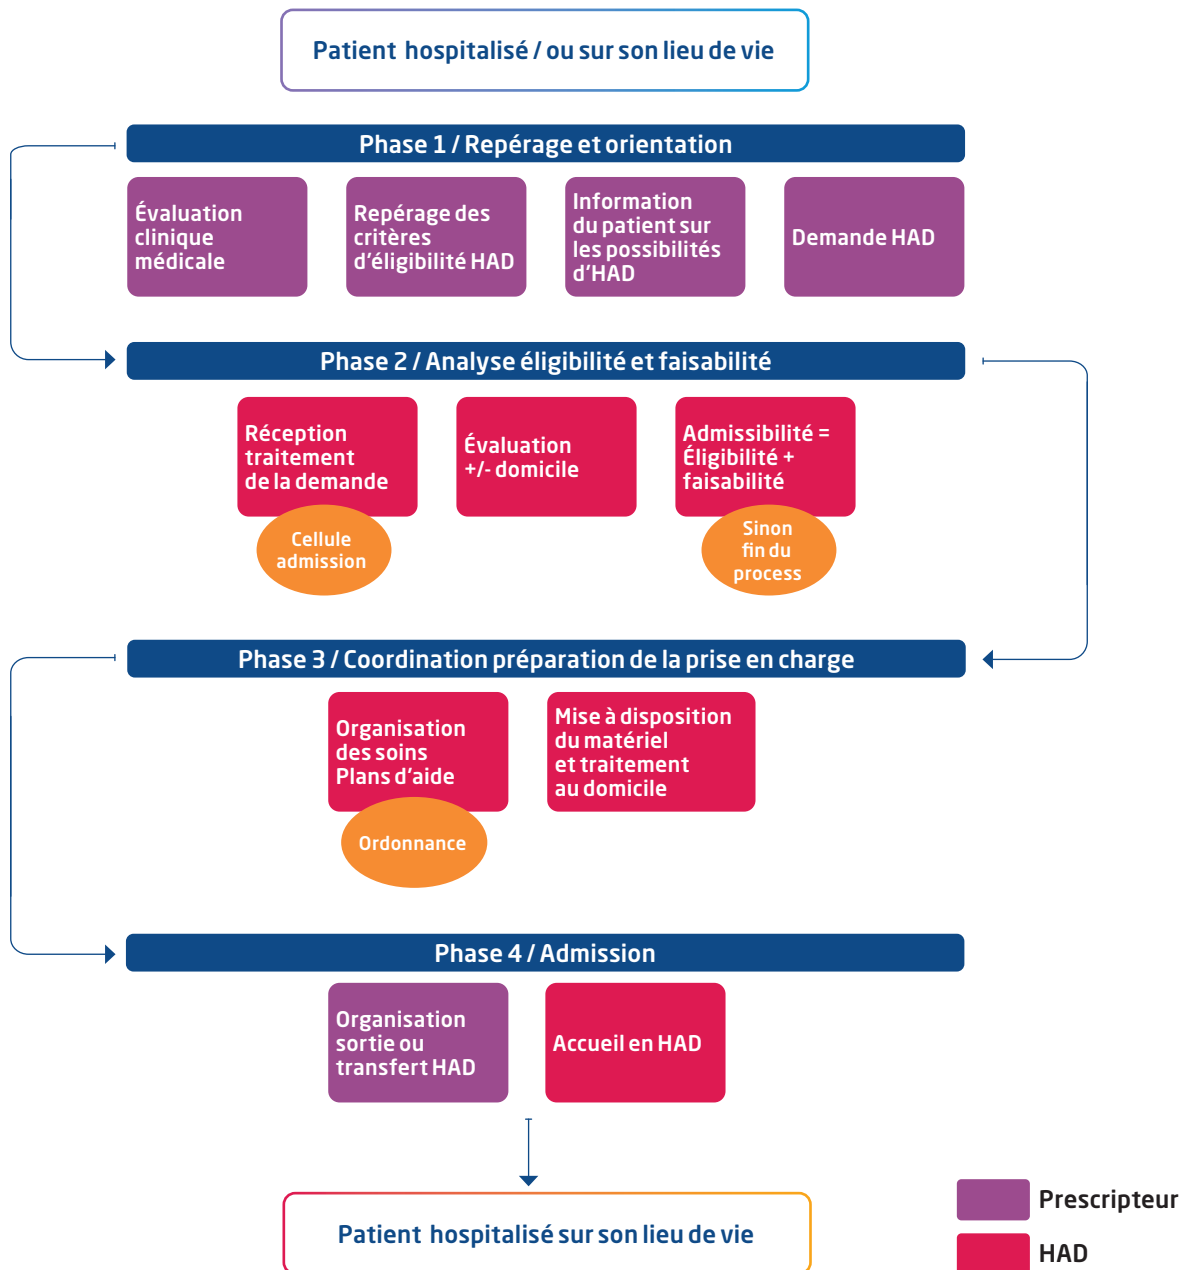 Patient hospitalisé / ou sur son lieu de vie
Phase 1 / Repérage et orientation
Évaluation
clinique
médicale
Repérage des
critères
d'éligibilité HAD
Information
du patient sur
les possibilités
d'HAD
Demande HAD
Phase 2 / Analyse éligibilité et faisabilité
Réception
traitement
de la demande
Cellule
admission
Évaluation
+/- domicile
Admissibilité =
Éligibilité +
faisabilité
Sinon
fin du
process
Phase 3 / Coordination préparation de la prise en charge
Organisation
des soins
Plans d'aide
Ordonnance
Mise à disposition
du matériel
et traitement
au domicile
Phase 4 / Admission
Organisation
sortie ou
transfert HAD
Accueil en HAD
Patient hospitalisé sur son lieu de vie
Prescripteur
HAD